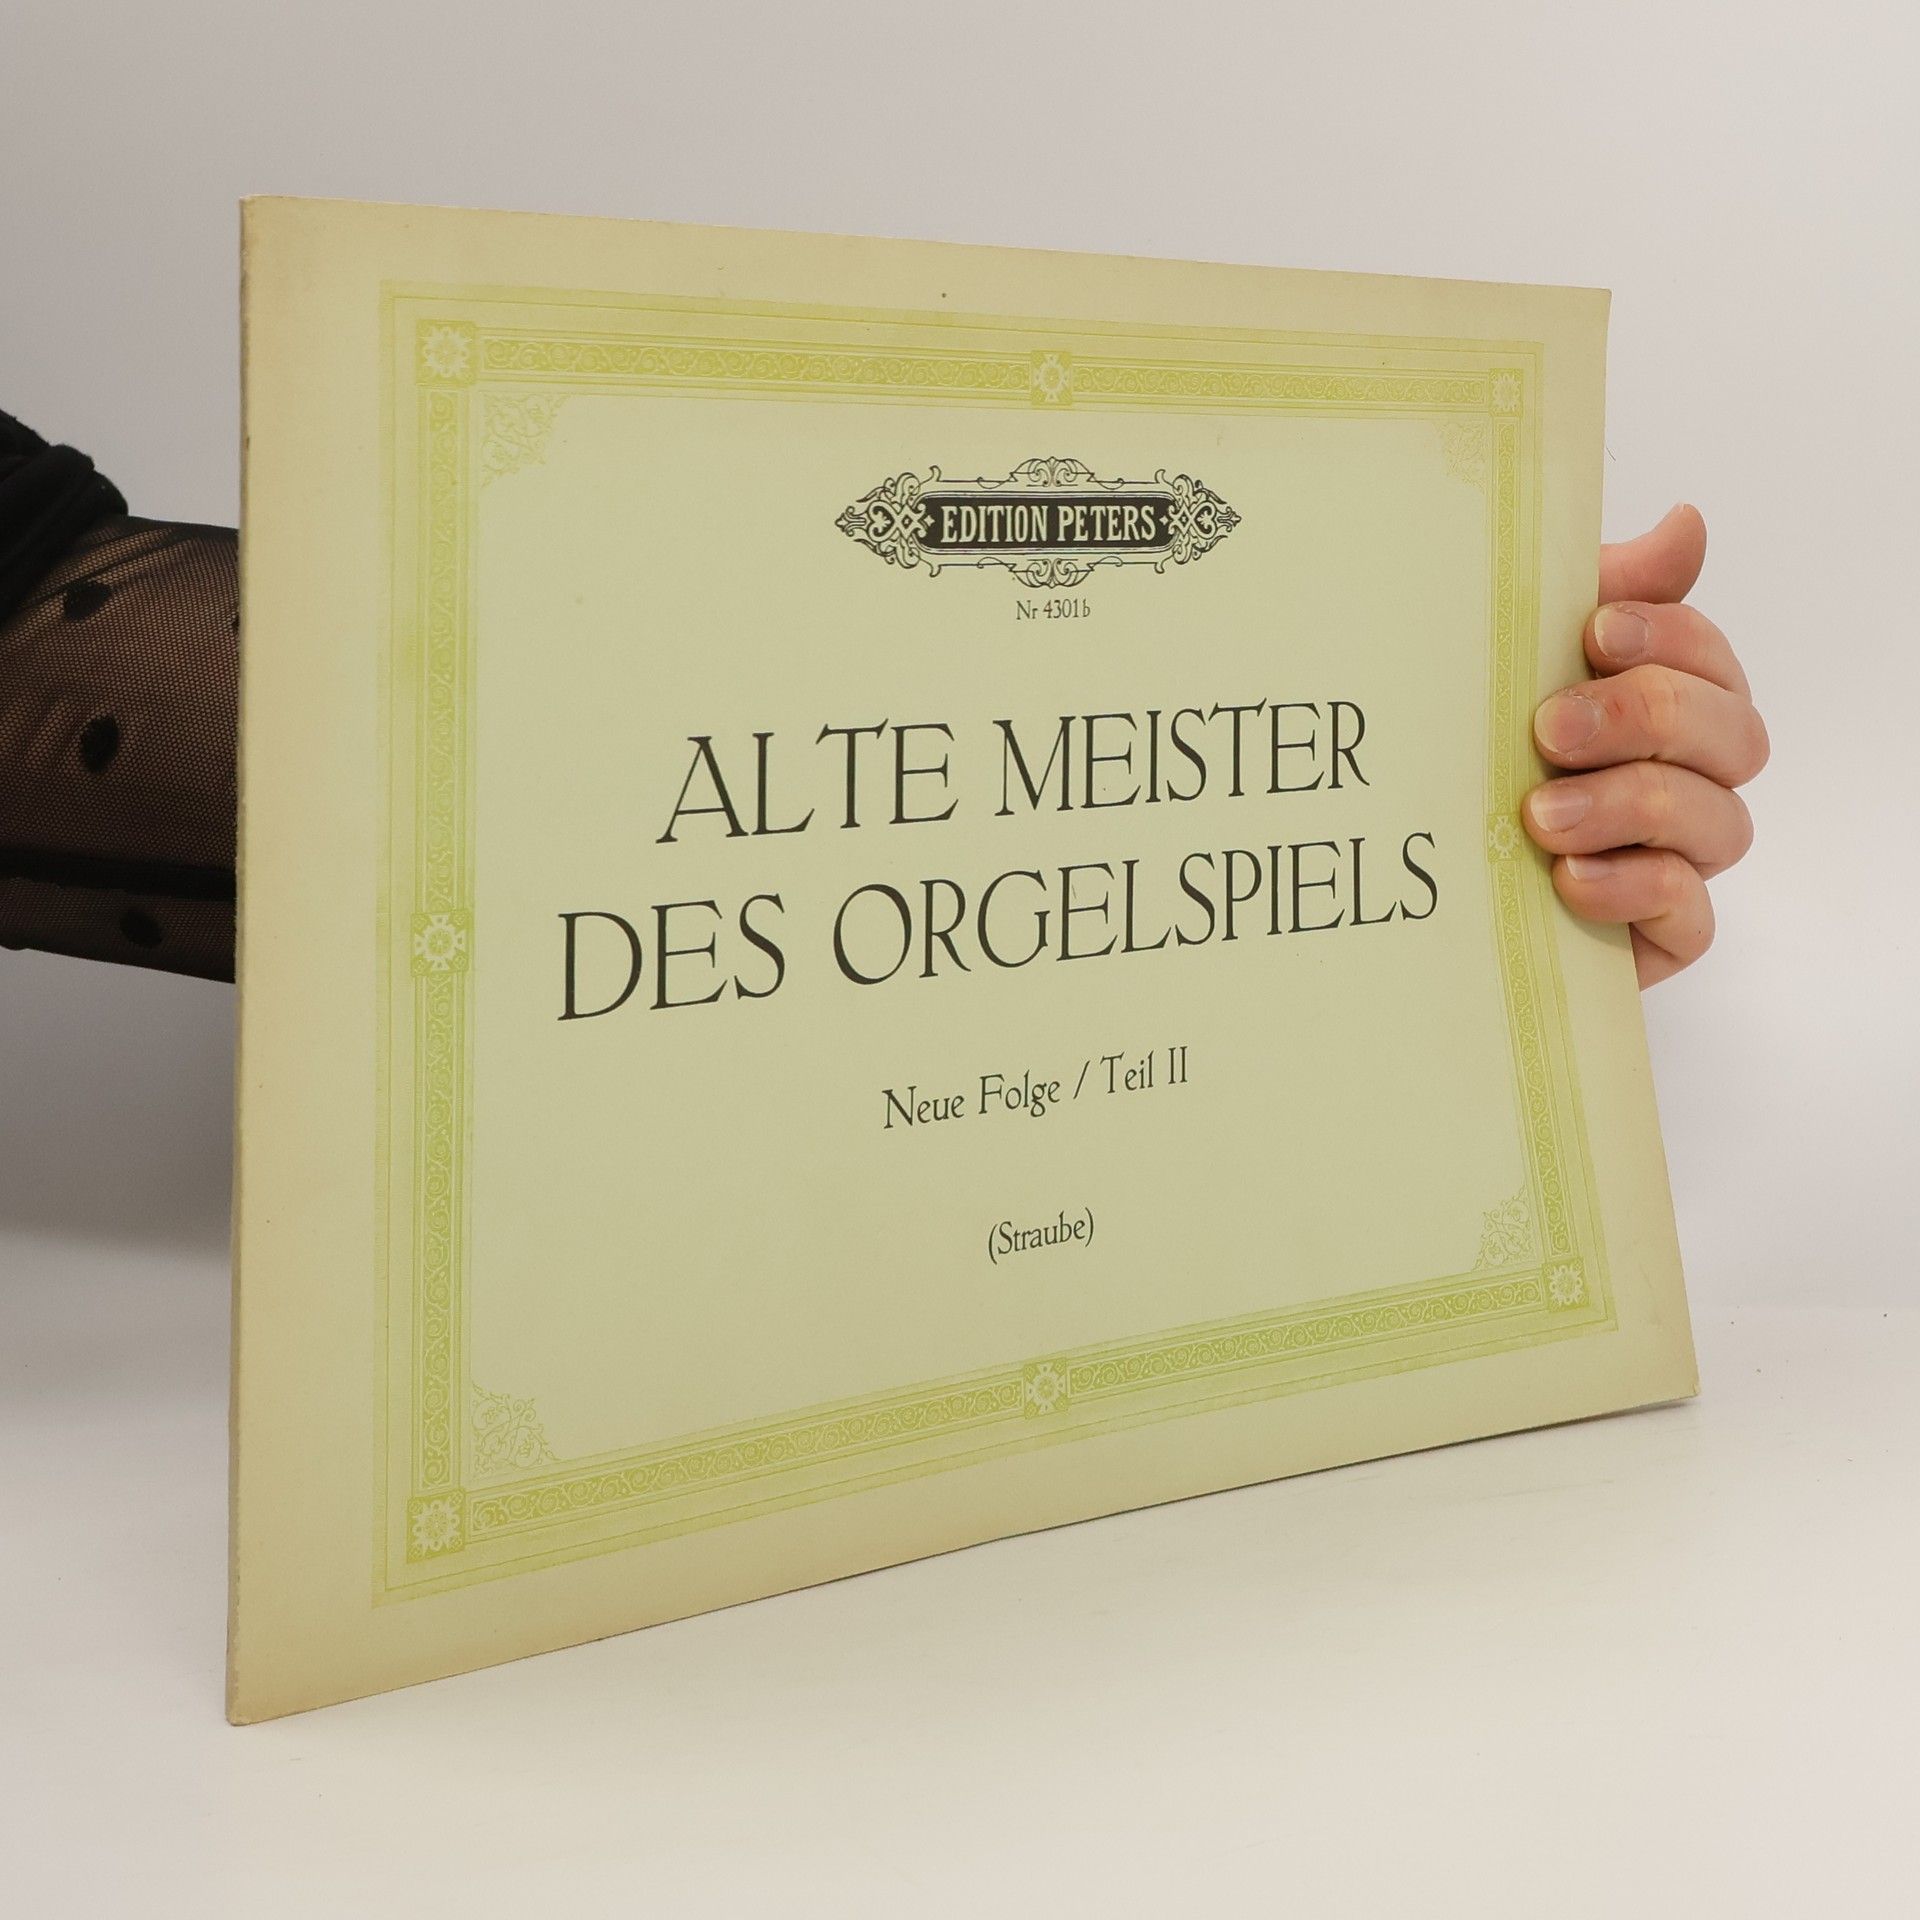 EDITION PETERS
Nr 4301b
ALTE MEISTER
DES ORGELSPIELS
Neue Folge / Teil II
(Straube)